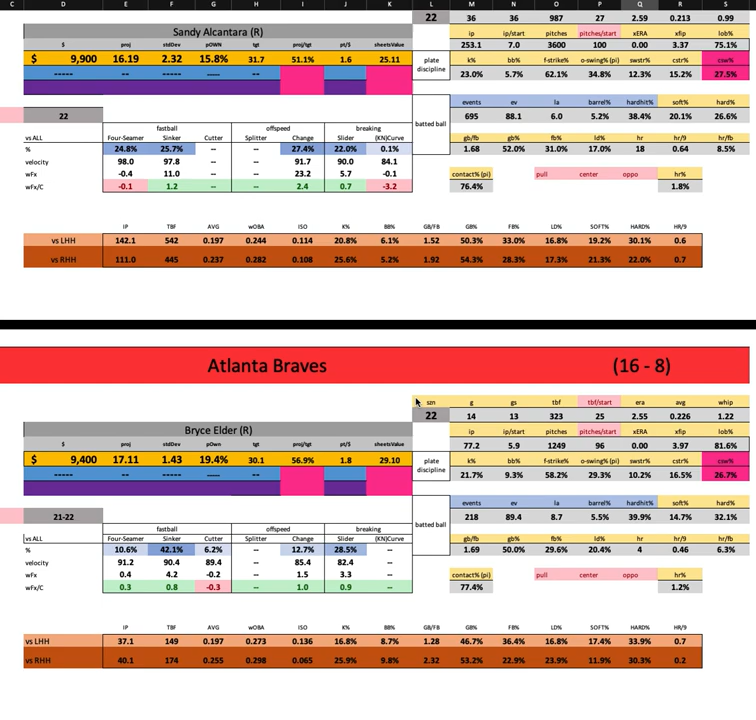 C D E F G H I J K L M N O P Q R S
22 36 36 987 27 2.59 0.213 0.99
Sandy Alcantara (R) ip ip/start pitches pitches/start xERA xfip lob%
253.1 7.0 3600 100 0.00 3.37 75.1%
$ proj stdDev pOWN tgt proj/tgt pt/$ sheetsValue
$ 9,900 16.19 2.32 15.8% 31.7 51.1% 1.6 25.11 plate discipline k% bb% f-strike% o-swing% (pi) swstr% cstr% csw%
----- -- -- ---- -- 23.0% 5.7% 62.1% 34.8% 12.3% 15.2% 27.5%
batted ball events ev la barrel% hardhit% soft% hard%
22 695 88.1 6.0 5.2% 38.4% 20.1% 26.6%
fastball offspeed breaking
vs ALL Four-Seamer Sinker Cutter Splitter Change Slider (KN)Curve gb/fb gb% fb% ld% hr hr/9 hr/fb
% 24.8% 25.7% -- -- 27.4% 22.0% 0.1% 1.68 52.0% 31.0% 17.0% 18 0.64 8.5%
velocity 98.0 97.8 -- -- 91.7 90.0 84.1
wFx -0.4 11.0 -- -- 23.2 5.7 -0.1 contact% (pi) pull center oppo hr%
wFx/C -0.1 1.2 -- -- 2.4 0.7 -3.2 76.4% 1.8%
IP TBF AVG wOBA ISO K% BB% GB/FB GB% FB% LD% SOFT% HARD% HR/9
vs LHH 142.1 542 0.197 0.244 0.114 20.8% 6.1% 1.52 50.3% 33.0% 16.8% 19.2% 30.1% 0.6
vs RHH 111.0 445 0.237 0.282 0.108 25.6% 5.2% 1.92 54.3% 28.3% 17.3% 21.3% 22.0% 0.7
Atlanta Braves (16 - 8)
szn g gs tbf tbf/start era avg whip
22 14 13 323 25 2.55 0.226 1.22
Bryce Elder (R) ip ip/start pitches pitches/start xERA xfip lob%
77.2 5.9 1249 96 0.00 3.97 81.6%
$ proj stdDev pOwn tgt proj/tgt pt/$ sheetsValue
$ 9,400 17.11 1.43 19.4% 30.1 56.9% 1.8 29.10 plate discipline k% bb% f-strike% o-swing% (pi) swstr% cstr% csw%
----- -- -- ---- -- 21.7% 9.3% 58.2% 29.3% 10.2% 16.5% 26.7%
batted ball events ev la barrel% hardhit% soft% hard%
21-22 218 89.4 8.7 5.5% 39.9% 14.7% 32.1%
fastball offspeed breaking
vs ALL Four-Seamer Sinker Cutter Splitter Change Slider (KN)Curve gb/fb gb% fb% ld% hr hr/9 hr/fb
% 10.6% 42.1% 6.2% -- 12.7% 28.5% -- 1.69 50.0% 29.6% 20.4% 4 0.46 6.3%
velocity 91.2 90.4 89.4 -- 85.4 82.4 --
wFx 0.4 4.2 -0.2 -- 1.5 3.3 -- contact% (pi) pull center oppo hr%
wFx/C 0.3 0.8 -0.3 -- 1.0 0.9 -- 77.4% 1.2%
IP TBF AVG wOBA ISO K% BB% GB/FB GB% FB% LD% SOFT% HARD% HR/9
vs LHH 37.1 149 0.197 0.273 0.136 16.8% 8.7% 1.28 46.7% 36.4% 16.8% 17.4% 33.9% 0.7
vs RHH 40.1 174 0.255 0.298 0.065 25.9% 9.8% 2.32 53.2% 22.9% 23.9% 11.9% 30.3% 0.2